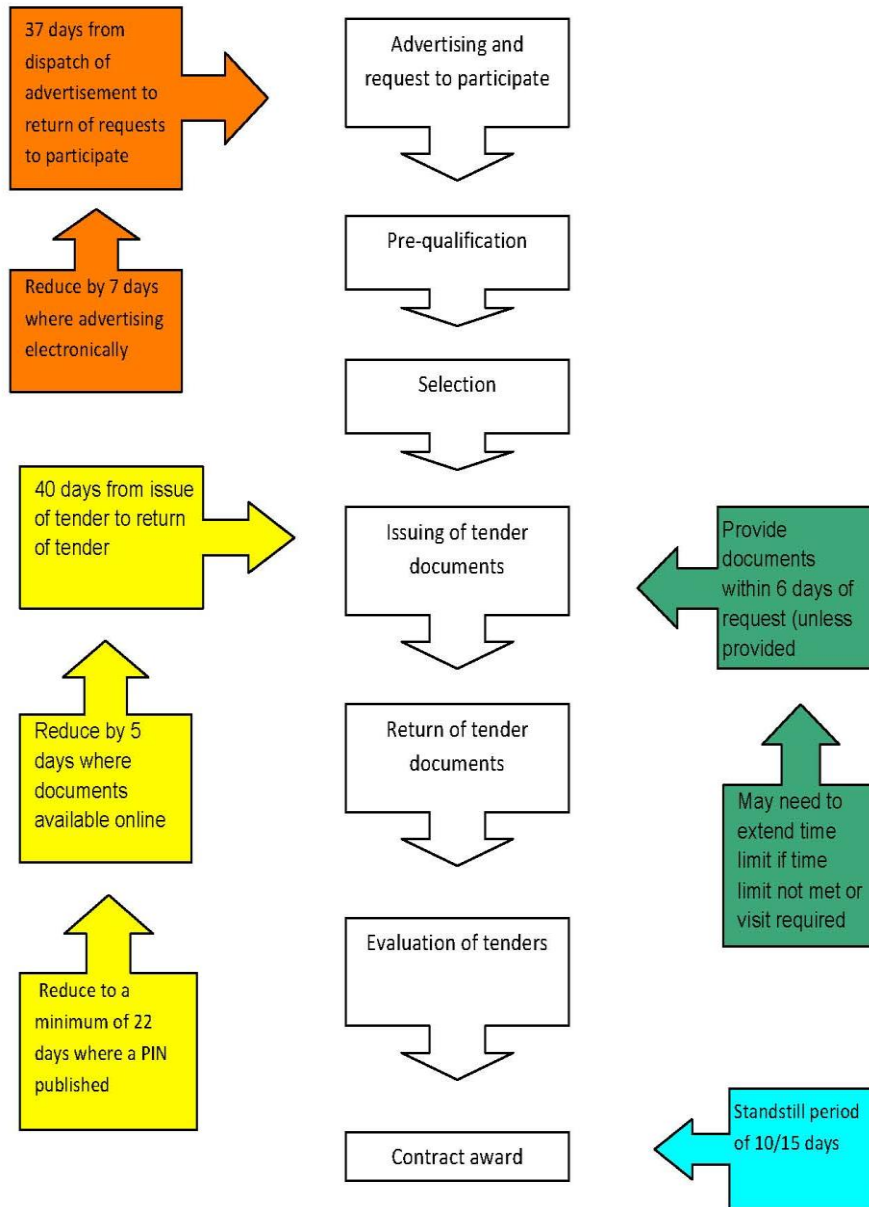 37 days from
dispatch of
advertisement to
return of requests
to participate
Advertising and
request to participate
Pre-qualification
Reduce by 7 days
where advertising
electronically
Selection
40 days from issue
of tender to return
of tender
Issuing of tender
documents
Provide
documents
within 6 days of
request (unless
provided
Reduce by 5
days where
documents
available online
Return of tender
documents
May need to
extend time
limit if time
limit not met or
visit required
Evaluation of tenders
Reduce to a
minimum of 22
days where a PIN
published
Contract award
Standstill period
of 10/15 days